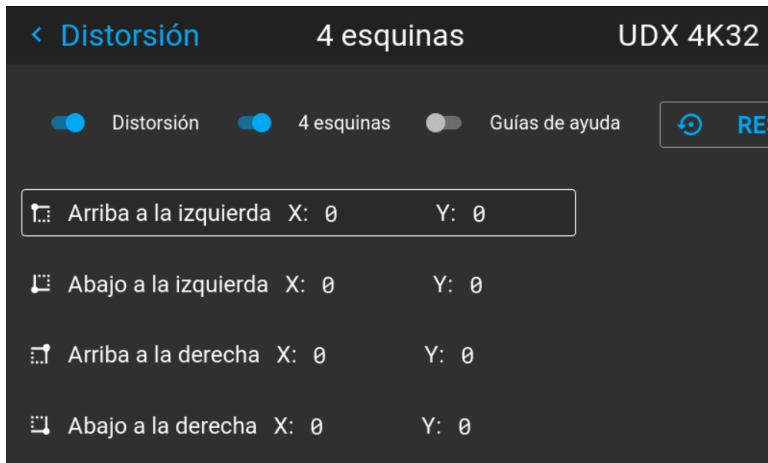 Distorsión 4 esquinas UDX 4K32
Distorsión 4 esquinas Guías de ayuda
Arriba a la izquierda X: 0 Y: 0
Abajo a la izquierda X: 0 Y: 0
Arriba a la derecha X: 0 Y: 0
Abajo a la derecha X: 0 Y: 0